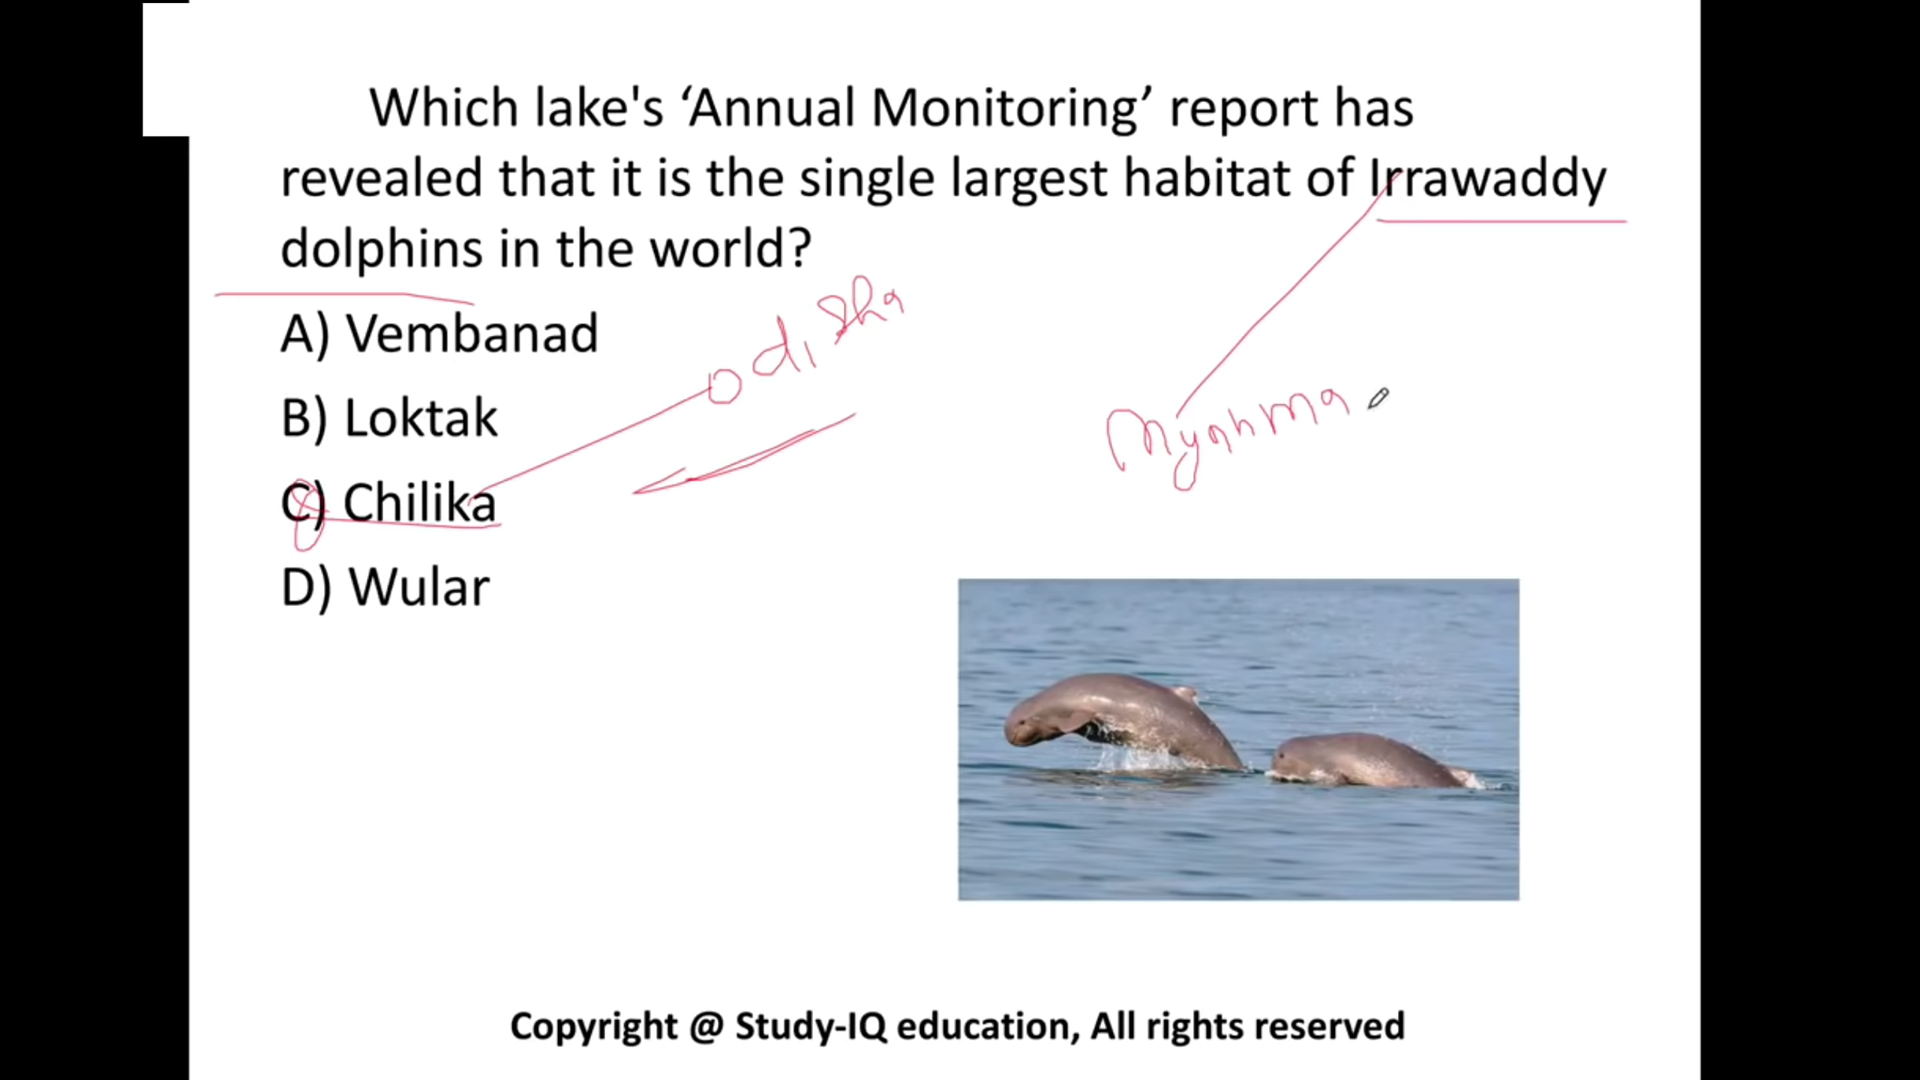 Which lake's ‘Annual Monitoring’ report has
revealed that it is the single largest habitat of Irrawaddy
dolphins in the world?
A) Vembanad
odisha
B) Loktak
Myanma
C) Chilika
D) Wular
Copyright @ Study-IQ education, All rights reserved